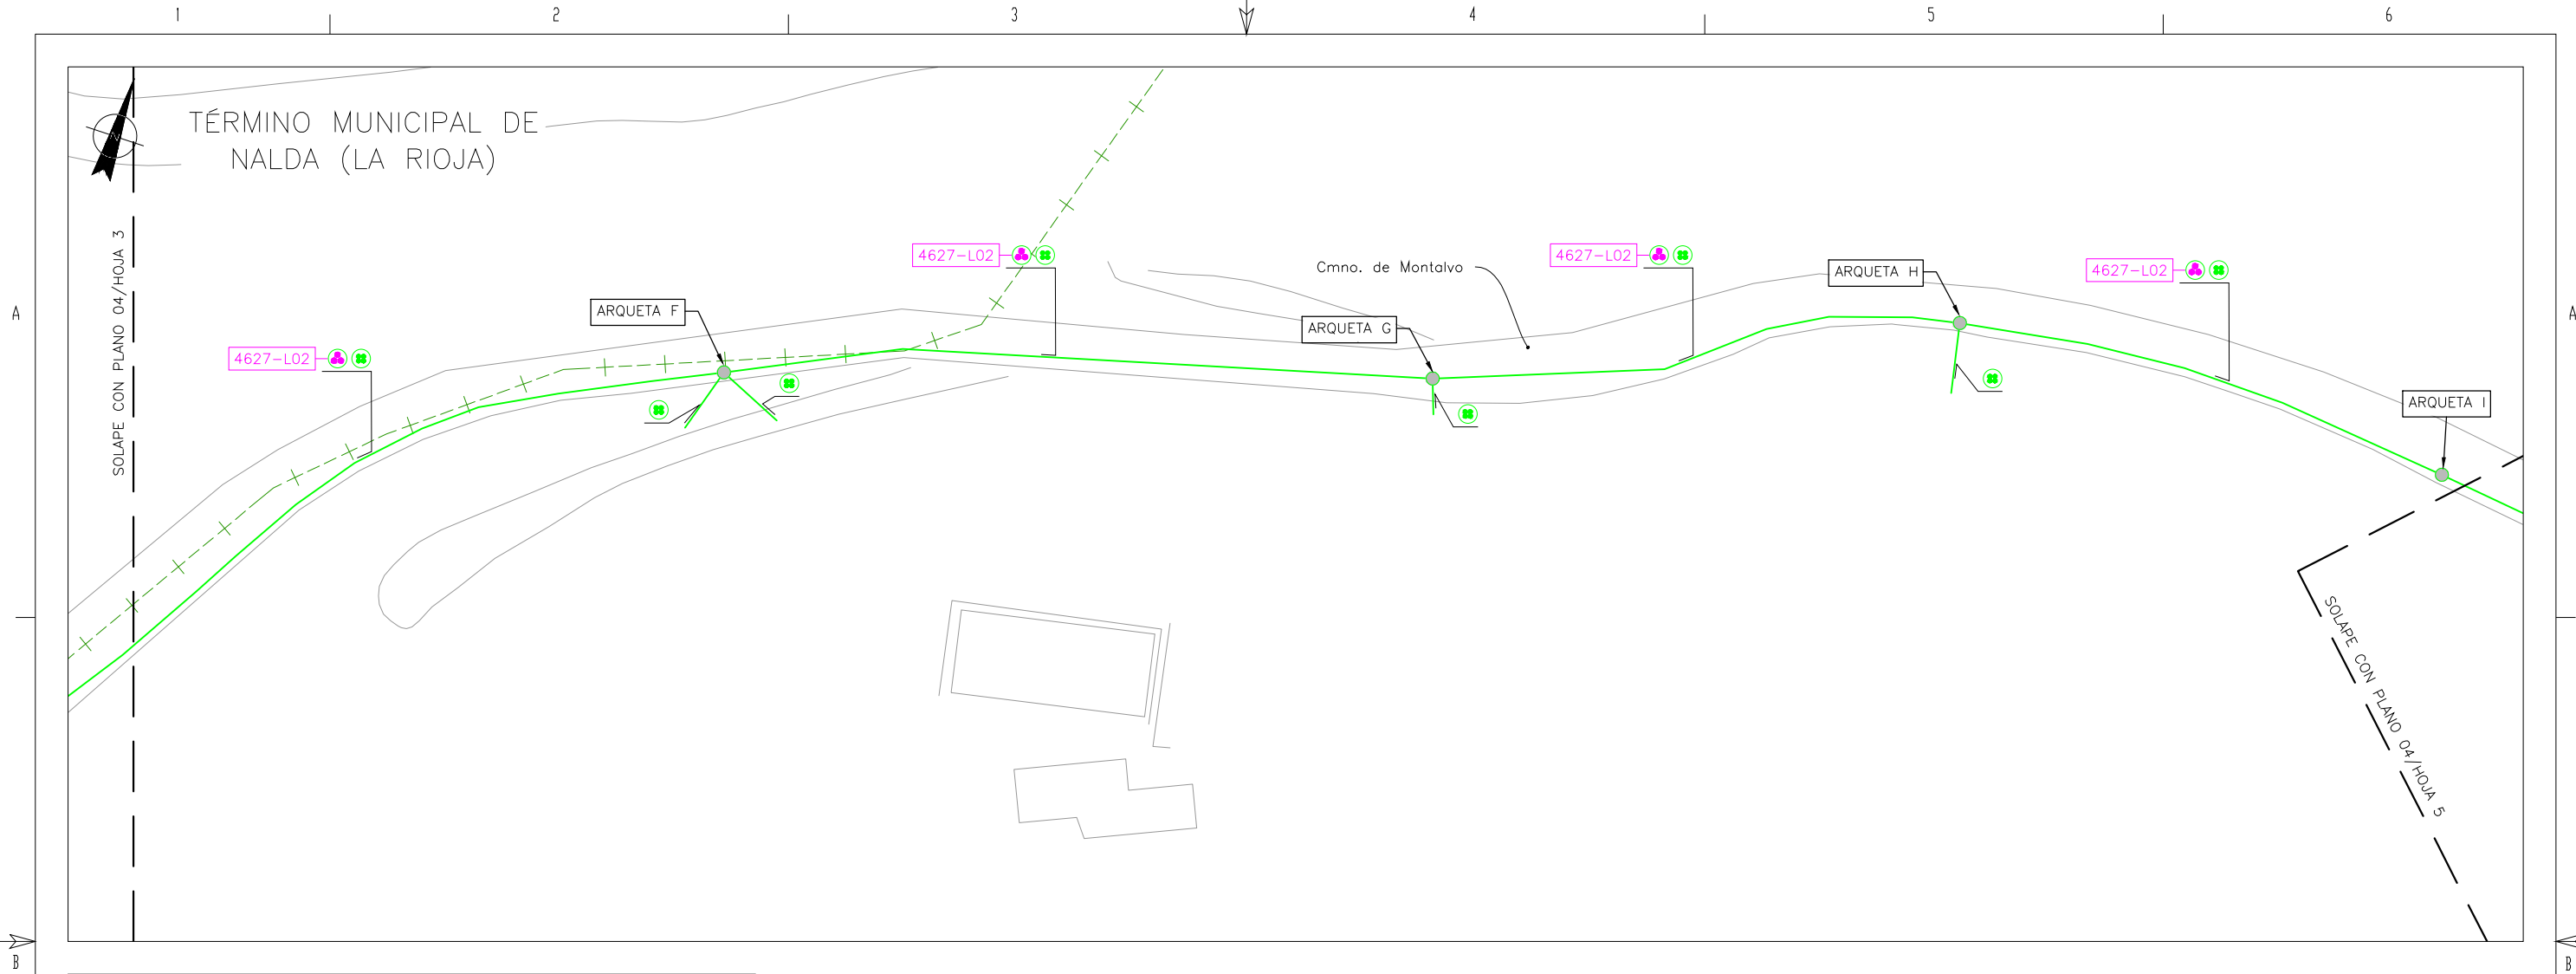 1 2 3 4 5 6
TÉRMINO MUNICIPAL DE
NALDA (LA RIOJA)
N
SOLAPE CON PLANO 04/HOJA 3
4627-L02
4627-L02
4627-L02
Cmno. de Montalvo
ARQUETA H
ARQUETA F
ARQUETA G
A
A
4627-L02
ARQUETA I
SOLAPE CON PLANO 04/HOJA 5
B
B